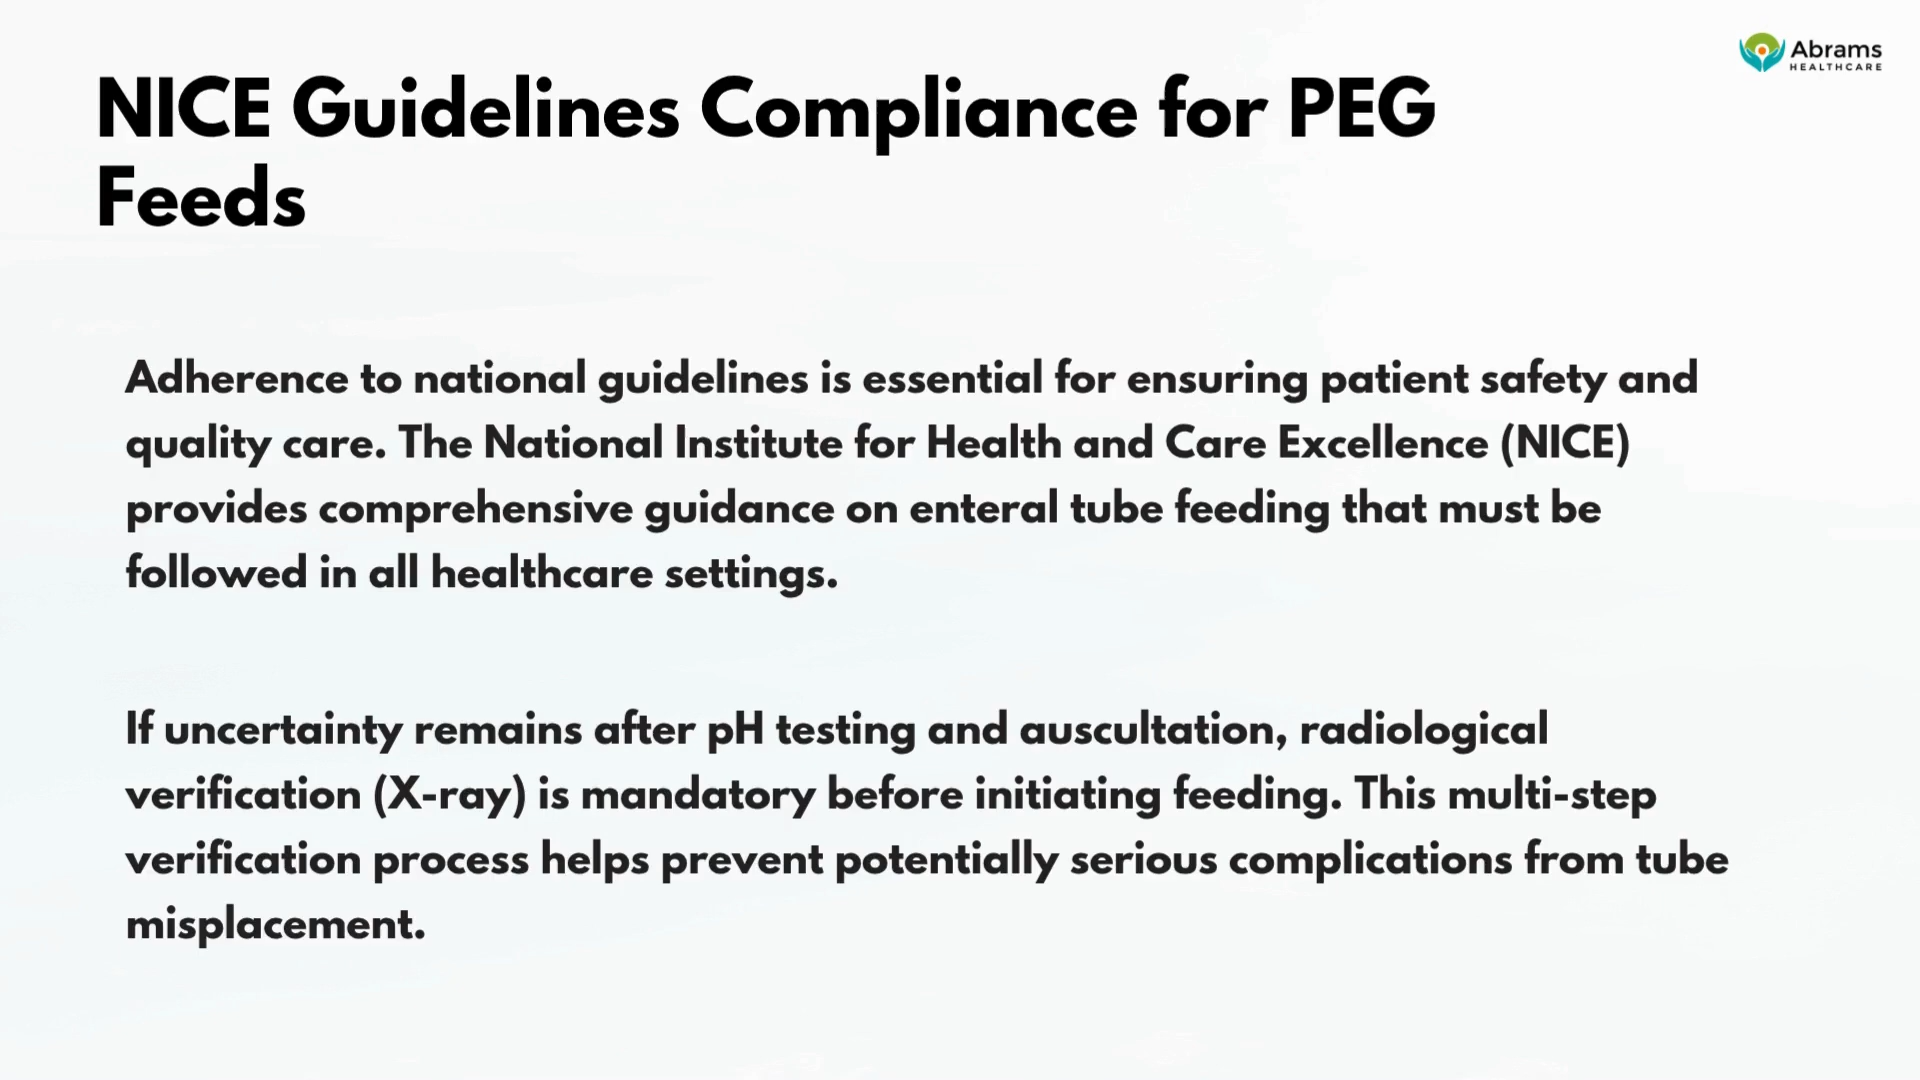 Abrams
HEALTHCARE
NICE Guidelines Compliance for PEG
Feeds
Adherence to national guidelines is essential for ensuring patient safety and
quality care. The National Institute for Health and Care Excellence (NICE)
provides comprehensive guidance on enteral tube feeding that must be
followed in all healthcare settings.
If uncertainty remains after pH testing and auscultation, radiological
verification (X-ray) is mandatory before initiating feeding. This multi-step
verification process helps prevent potentially serious complications from tube
misplacement.